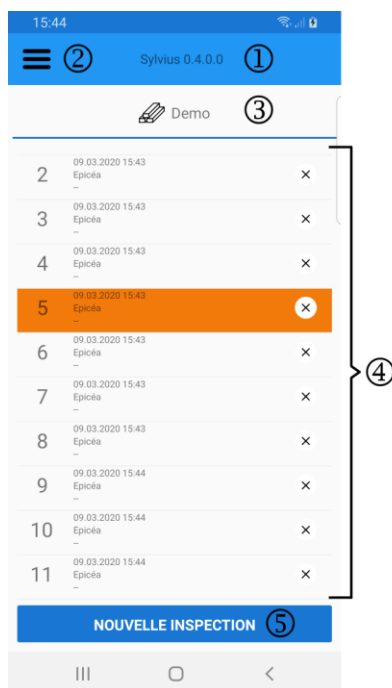 15:44
② Sylvius 0.4.0.0 ①
Demo ③
2 09.03.2020 15:43
Epicéa
--
3 09.03.2020 15:43
Epicéa
--
4 09.03.2020 15:43
Epicéa
--
5 09.03.2020 15:43
Epicéa
--
6 09.03.2020 15:43
Epicéa
--
7 09.03.2020 15:43
Epicéa
--
8 09.03.2020 15:43
Epicéa
--
9 09.03.2020 15:44
Epicéa
--
10 09.03.2020 15:44
Epicéa
--
11 09.03.2020 15:44
Epicéa
--
④
NOUVELLE INSPECTION ⑤